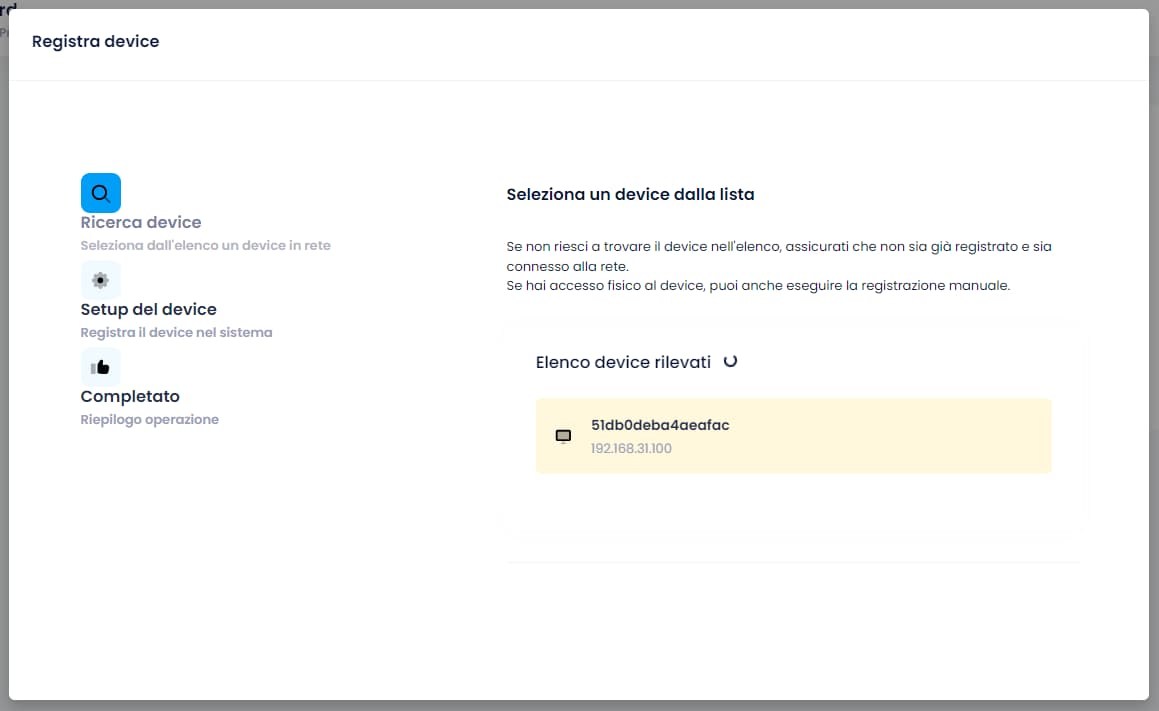 Registra device
Ricerca device
Seleziona dall'elenco un device in rete
Setup del device
Registra il device nel sistema
Completato
Riepilogo operazione
Seleziona un device dalla lista
Se non riesci a trovare il device nell'elenco, assicurati che non sia già registrato e sia
connesso alla rete.
Se hai accesso fisico al device, puoi anche eseguire la registrazione manuale.
Elenco device rilevati
51db0deba4aeafac
192.168.31.100